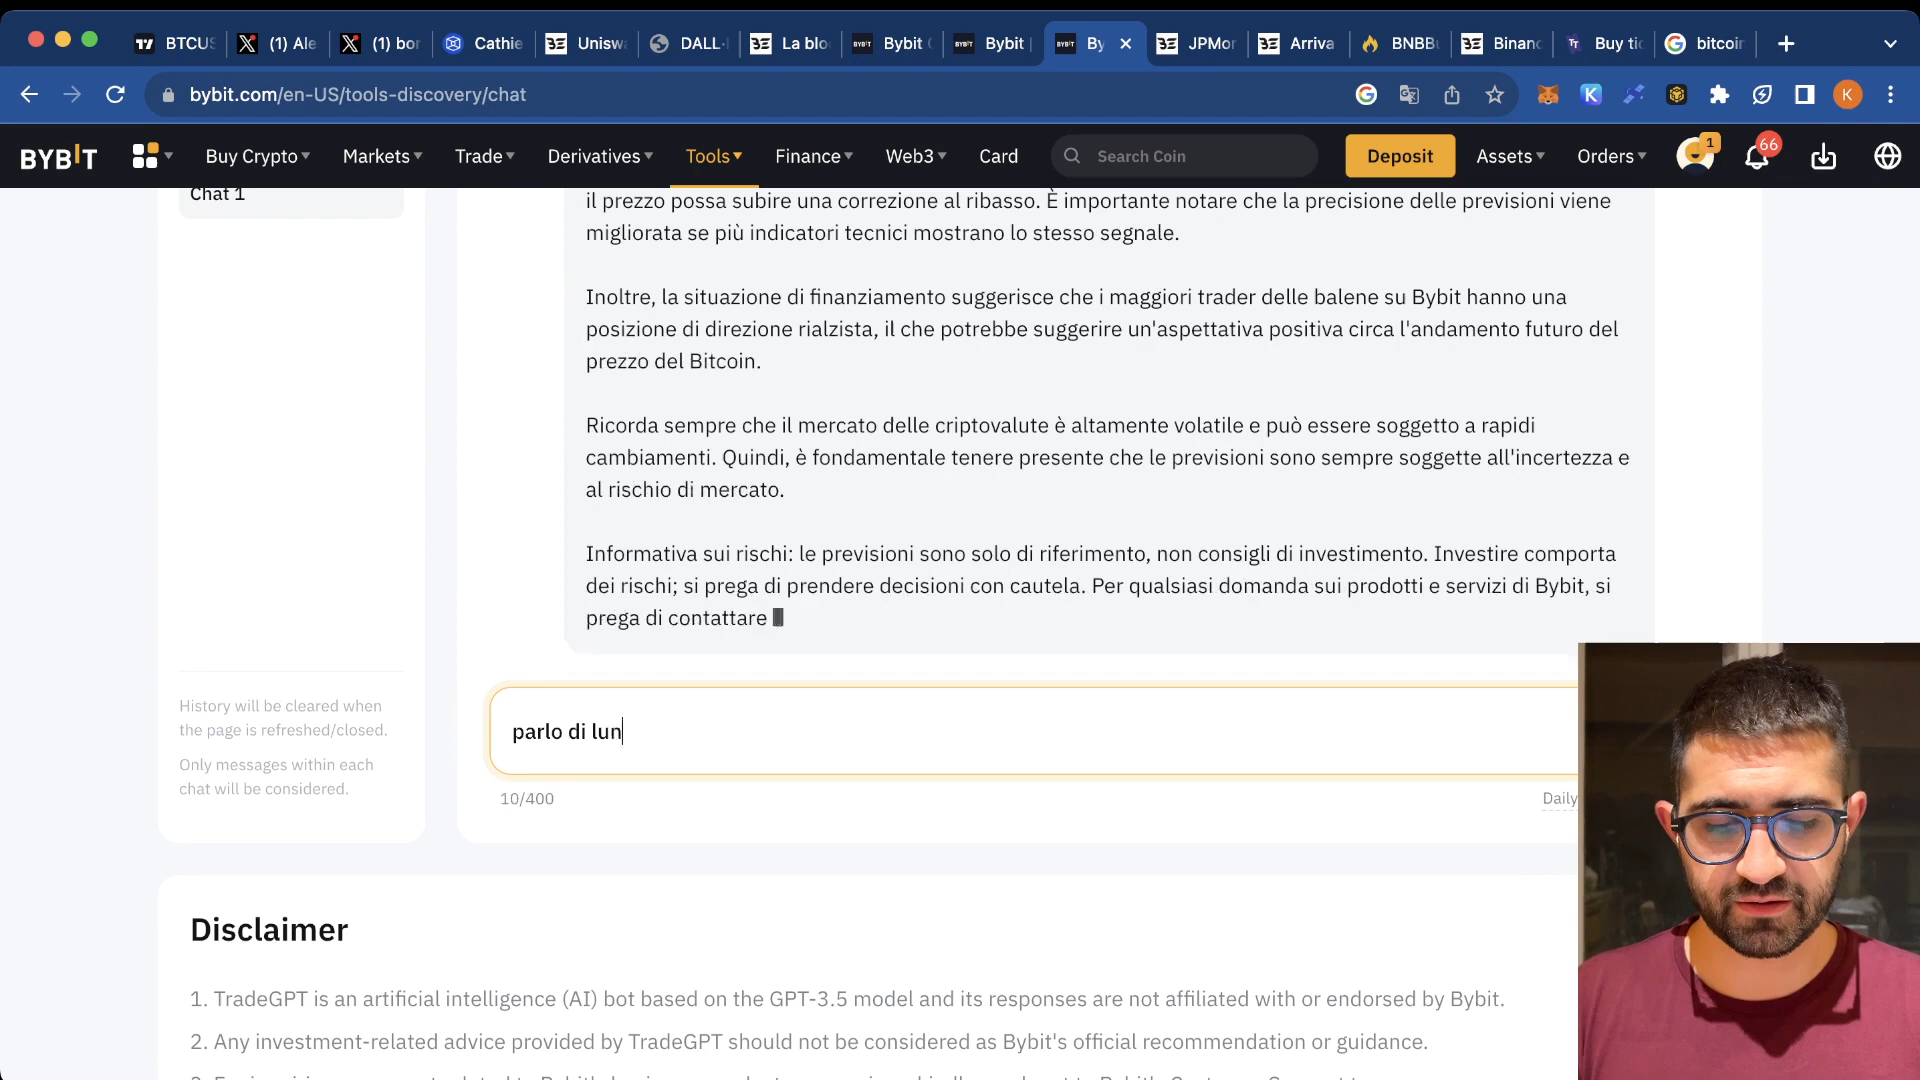 BTCUS
(1) Ale
(1) bor
Cathie
Uniswa
DALL·
La blo
Bybit
Bybit
By
JPMor
Arriva
BNBB
Binanc
Buy tic
bitcoin
bybit.com/en-US/tools-discovery/chat
K
K
BYBIT
Buy Crypto
Markets
Trade
Derivatives
Tools
Finance
Web3
Card
Search Coin
Deposit
Assets
Orders
1
66
Chat 1
il prezzo possa subire una correzione al ribasso. È importante notare che la precisione delle previsioni viene
migliorata se più indicatori tecnici mostrano lo stesso segnale.
Inoltre, la situazione di finanziamento suggerisce che i maggiori trader delle balene su Bybit hanno una
posizione di direzione rialzista, il che potrebbe suggerire un'aspettativa positiva circa l'andamento futuro del
prezzo del Bitcoin.
Ricorda sempre che il mercato delle criptovalute è altamente volatile e può essere soggetto a rapidi
cambiamenti. Quindi, è fondamentale tenere presente che le previsioni sono sempre soggette all'incertezza e
al rischio di mercato.
Informativa sui rischi: le previsioni sono solo di riferimento, non consigli di investimento. Investire comporta
dei rischi; si prega di prendere decisioni con cautela. Per qualsiasi domanda sui prodotti e servizi di Bybit, si
prega di contattare
History will be cleared when
the page is refreshed/closed.
Only messages within each
chat will be considered.
parlo di lun
10/400
Daily
Disclaimer
1. TradeGPT is an artificial intelligence (AI) bot based on the GPT-3.5 model and its responses are not affiliated with or endorsed by Bybit.
2. Any investment-related advice provided by TradeGPT should not be considered as Bybit's official recommendation or guidance.